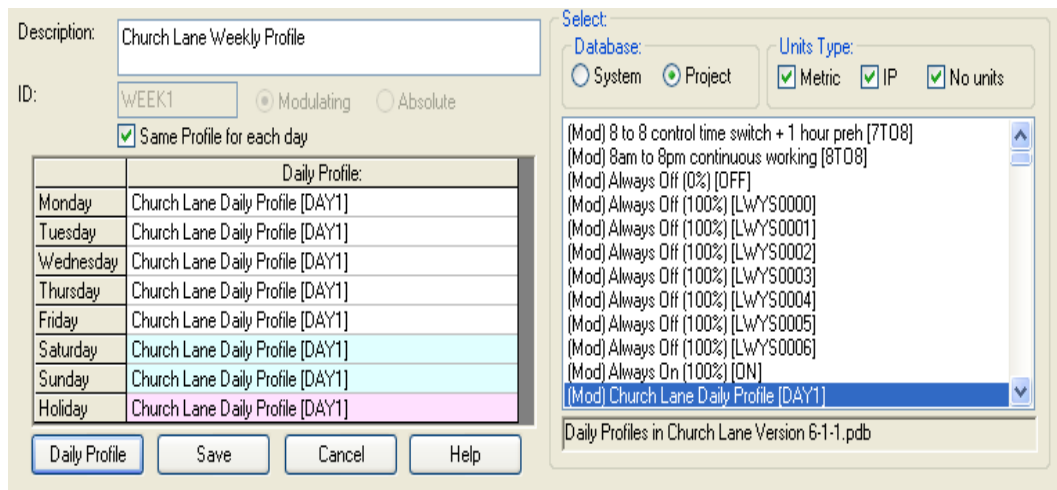 Description: Church Lane Weekly Profile
ID: WEEK1 Modulating Absolute
Same Profile for each day
Daily Profile:
Monday Church Lane Daily Profile [DAY1]
Tuesday Church Lane Daily Profile [DAY1]
Wednesday Church Lane Daily Profile [DAY1]
Thursday Church Lane Daily Profile [DAY1]
Friday Church Lane Daily Profile [DAY1]
Saturday Church Lane Daily Profile [DAY1]
Sunday Church Lane Daily Profile [DAY1]
Holiday Church Lane Daily Profile [DAY1]
Daily Profile Save Cancel Help
Select:
Database:
System Project
Units Type:
Metric IP No units
(Mod) 8 to 8 control time switch + 1 hour preh [7TO8]
(Mod) 8am to 8pm continuous working [8TO8]
(Mod) Always Off (0%) [OFF]
(Mod) Always Off (100%) [LWYS0000]
(Mod) Always Off (100%) [LWYS0001]
(Mod) Always Off (100%) [LWYS0002]
(Mod) Always Off (100%) [LWYS0003]
(Mod) Always Off (100%) [LWYS0004]
(Mod) Always Off (100%) [LWYS0005]
(Mod) Always Off (100%) [LWYS0006]
(Mod) Always On (100%) [ON]
(Mod) Church Lane Daily Profile [DAY1]
Daily Profiles in Church Lane Version 6-1-1.pdb